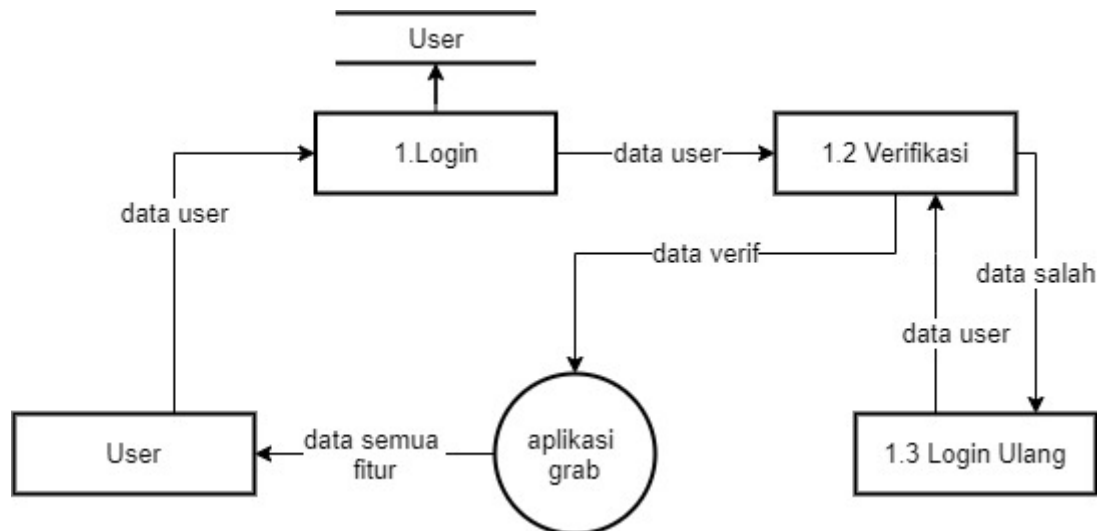 User
1.Login
data user
1.2 Verifikasi
data user
data verif
data salah
data user
User
data semua
fitur
aplikasi
grab
1.3 Login Ulang